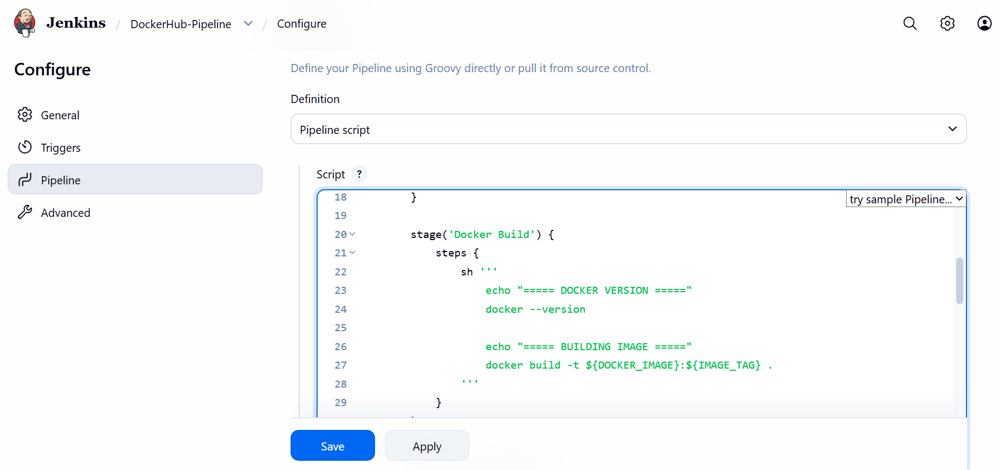 Jenkins / DockerHub-Pipeline / Configure
Configure
General
Triggers
Pipeline
Advanced
Define your Pipeline using Groovy directly or pull it from source control.
Definition
Pipeline script
Script ?
try sample Pipeline...
18 }
19
20 stage('Docker Build') {
21 steps {
22 sh '''
23 echo "===== DOCKER VERSION ====="
24 docker --version
25
26 echo "===== BUILDING IMAGE ====="
27 docker build -t ${DOCKER_IMAGE}:${IMAGE_TAG} .
28 '''
29 }
Save Apply